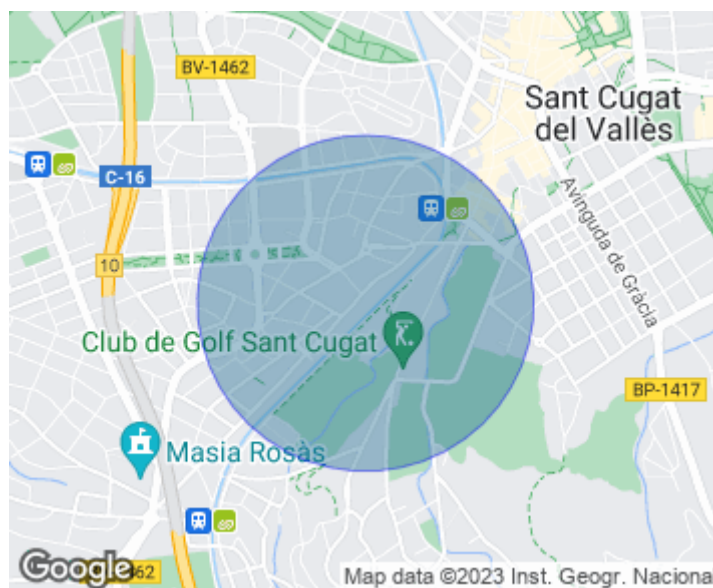 BV-1462
Sant Cugat
del Vallès
C-16
Avinguda de Gràcia
10
Club de Golf Sant Cugat
BP-1417
Masia Rosàs
Google
462
Map data ©2023 Inst. Geogr. Naciona